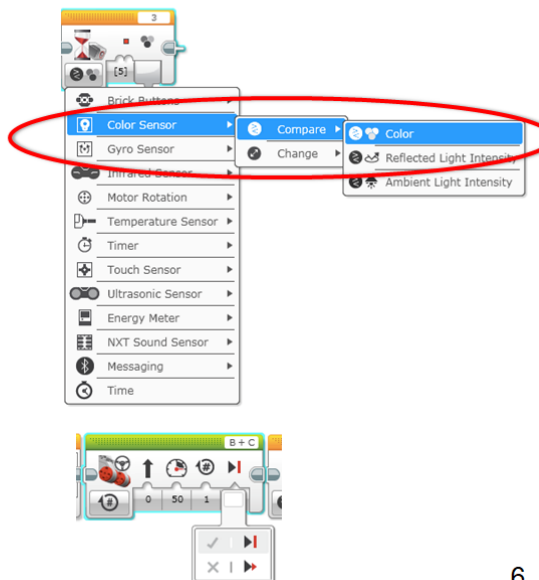 3
[5]
Brick Buttons
Color Sensor
Compare
Color
Gyro Sensor
Change
Reflected Light Intensity
Infrared Sensor
Ambient Light Intensity
Motor Rotation
Temperature Sensor
Timer
Touch Sensor
Ultrasonic Sensor
Energy Meter
NXT Sound Sensor
Messaging
Time
B + C
#
#
0 50 1
6